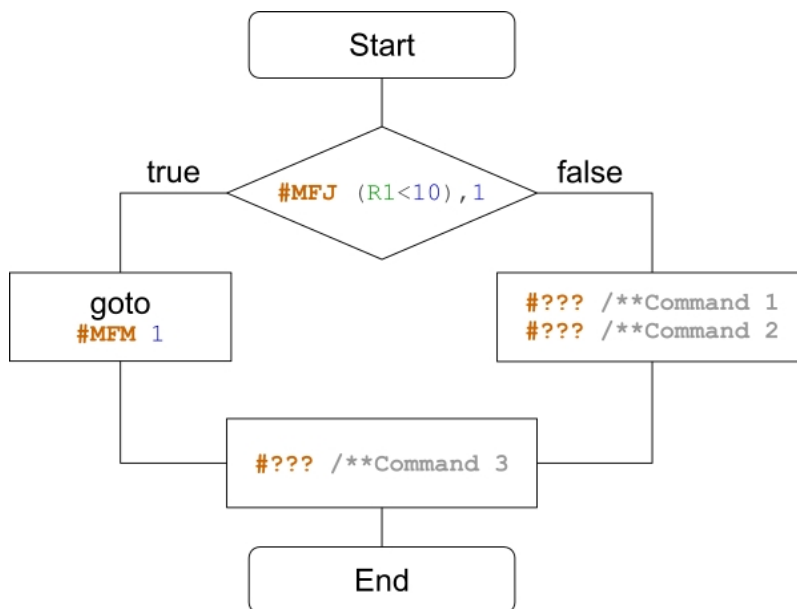 Start
true
false
#MFJ (R1<10),1
goto
#MFM 1
#??? /**Command 1
#??? /**Command 2
#??? /**Command 3
End